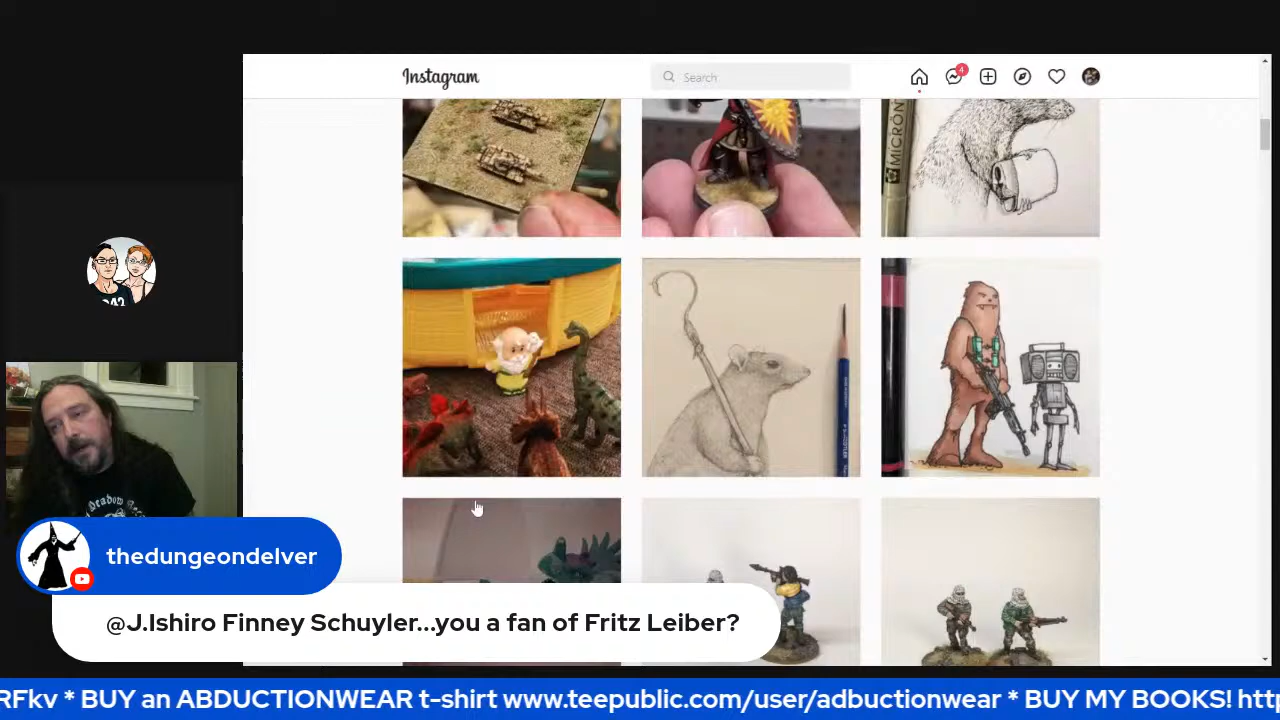 Instagram
Search
4
MICRON
thedungeondelver
@J.Ishiro Finney Schuyler...you a fan of Fritz Leiber?
RFkv * BUY an ABDUCTIONWEAR t-shirt www.teepublic.com/user/adbuctionwear * BUY MY BOOKS! http